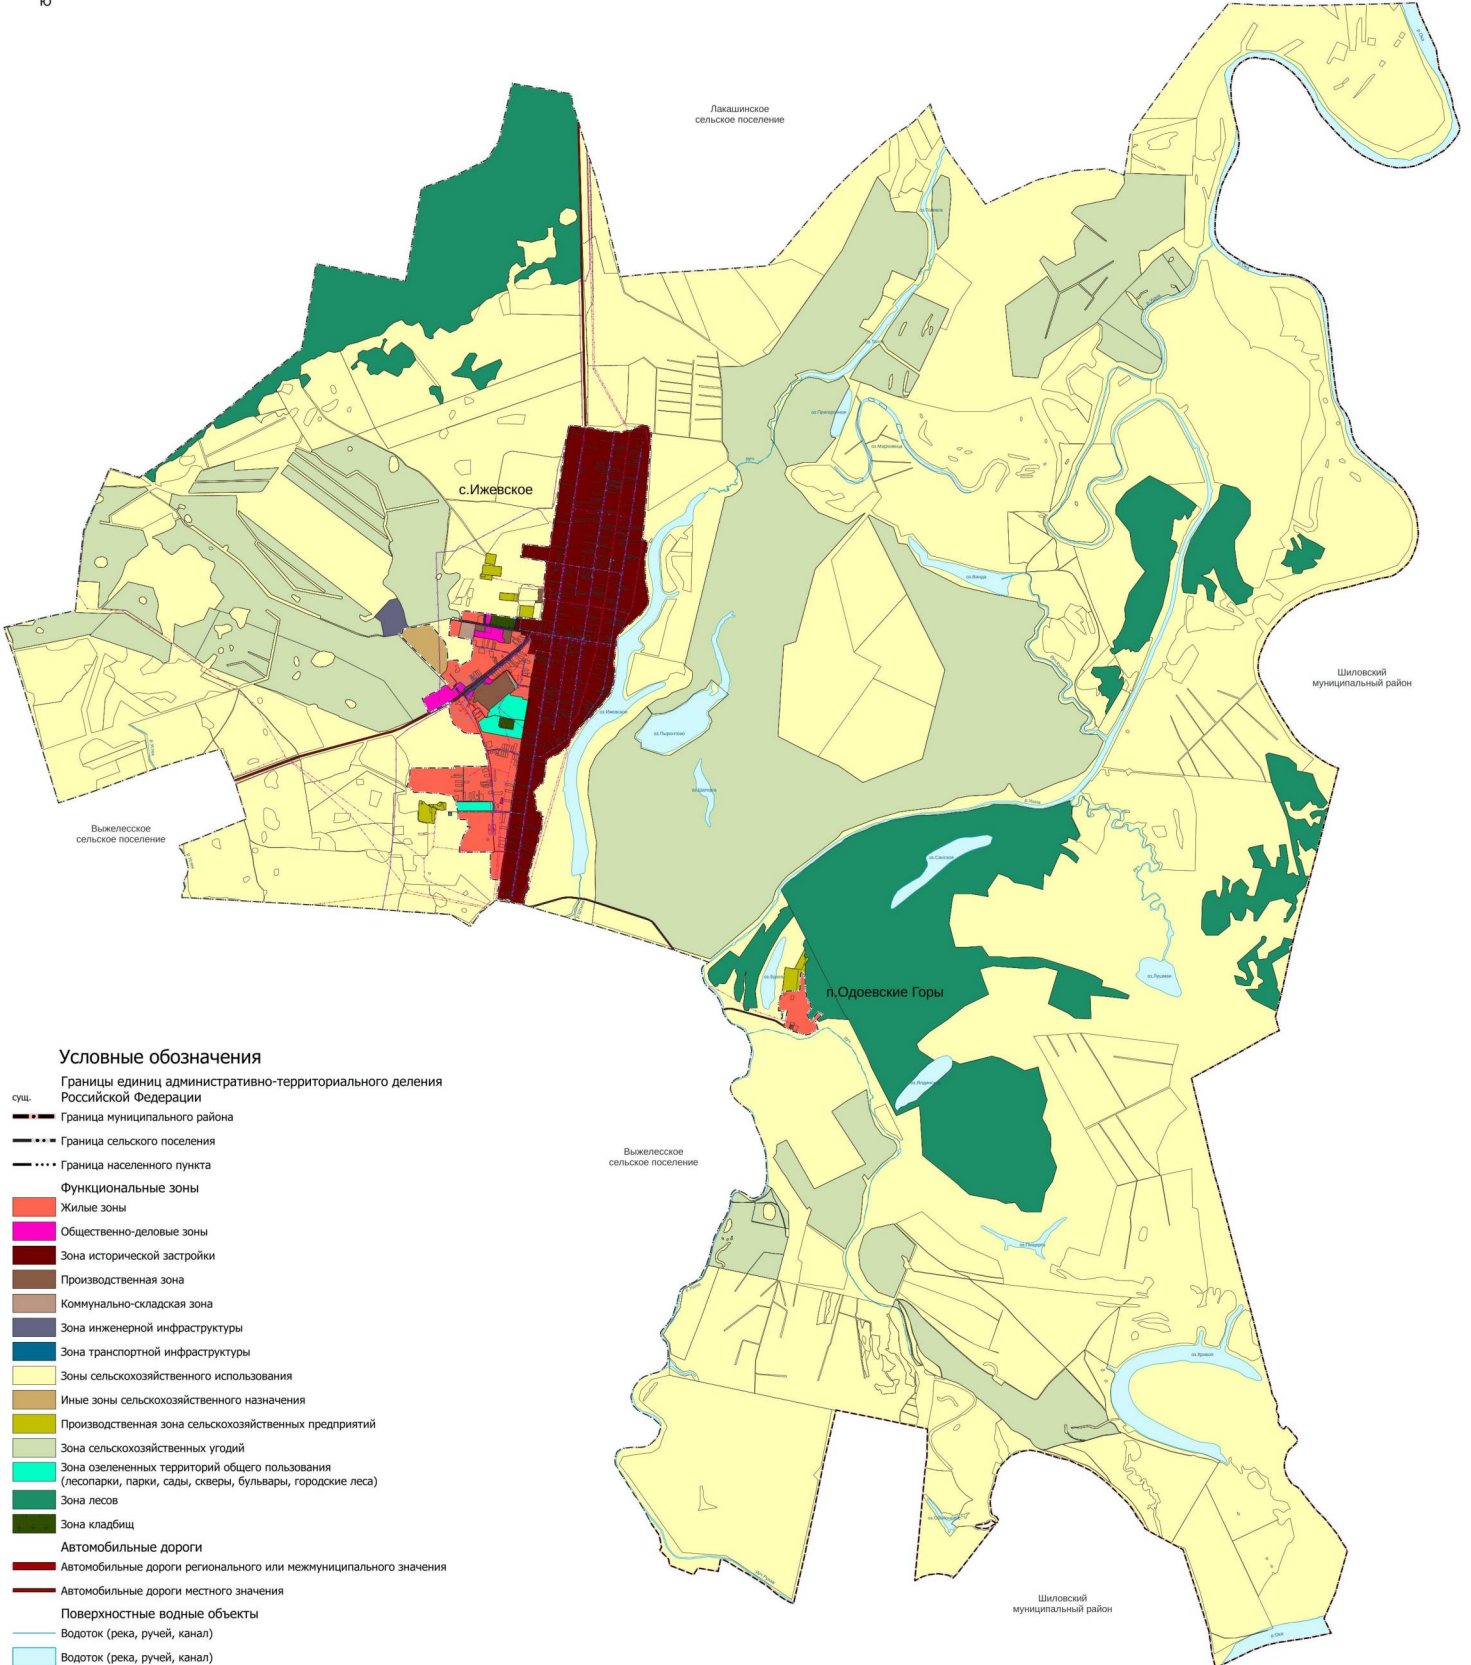 Ю
Лакашинское
сельское поселение
с.Ижевское
Шиловский
муниципальный район
Выжелесское
сельское поселение
п.Одоевские Горы
Выжелесское
сельское поселение
Шиловский
муниципальный район
р.Ока
оз.Ижевское
р.Ока
Условные обозначения
Границы единиц административно-территориального деления
сущ. Российской Федерации
Граница муниципального района
Граница сельского поселения
Граница населенного пункта
Функциональные зоны
Жилые зоны
Общественно-деловые зоны
Зона исторической застройки
Производственная зона
Коммунально-складская зона
Зона инженерной инфраструктуры
Зона транспортной инфраструктуры
Зоны сельскохозяйственного использования
Иные зоны сельскохозяйственного назначения
Производственная зона сельскохозяйственных предприятий
Зона сельскохозяйственных угодий
Зона озелененных территорий общего пользования
(лесопарки, парки, сады, скверы, бульвары, городские леса)
Зона лесов
Зона кладбищ
Автомобильные дороги
Автомобильные дороги регионального или межмуниципального значения
Автомобильные дороги местного значения
Поверхностные водные объекты
Водоток (река, ручей, канал)
Водоток (река, ручей, канал)